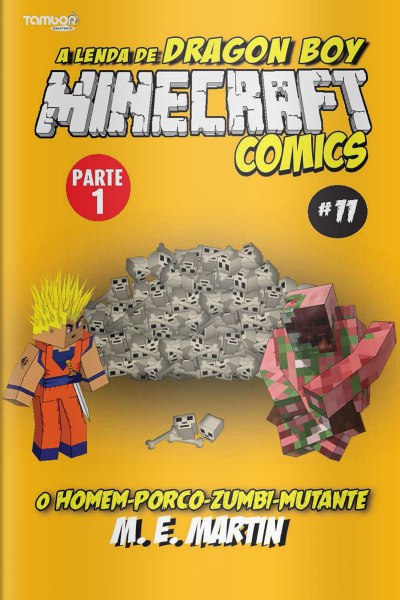 TAMBOR
A LENDA DE DRAGON BOY
MINECRAFT
COMICS
PARTE
1
#11
O HOMEM-PORCO-ZUMBI-MUTANTE
M. E. MARTIN